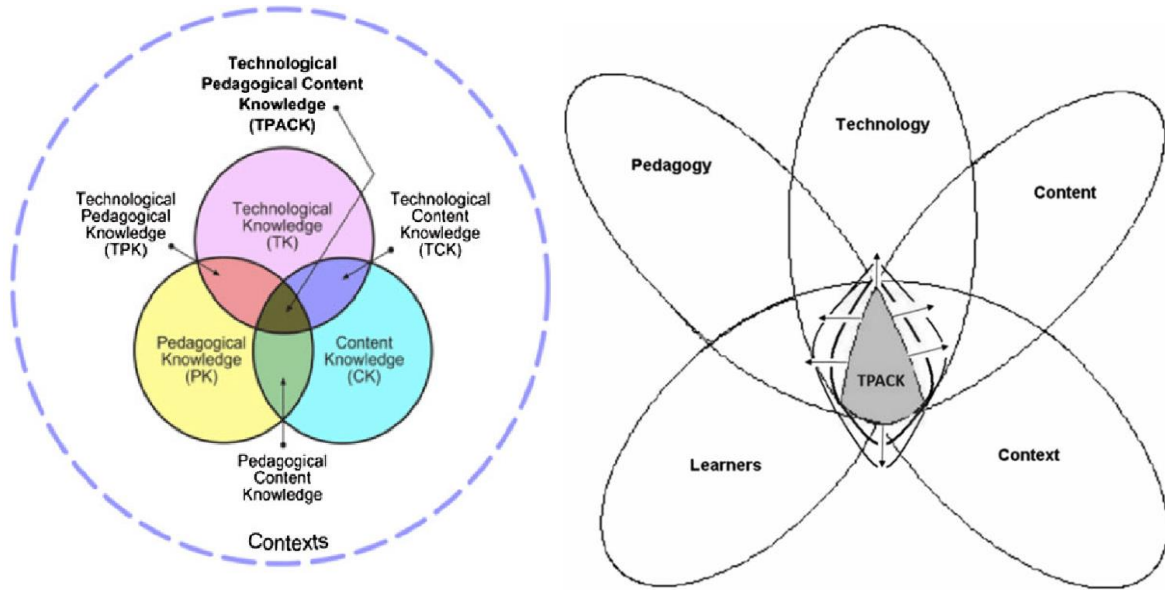 Technological
Pedagogical Content
Knowledge
(TPACK)
Technological
Pedagogical
Knowledge
(TPK)
Technological
Knowledge
(TK)
Technological
Content
Knowledge
(TCK)
Pedagogical
Knowledge
(PK)
Content
Knowledge
(CK)
Pedagogical
Content
Knowledge
Contexts
Technology
Pedagogy
Content
TPACK
Learners
Context